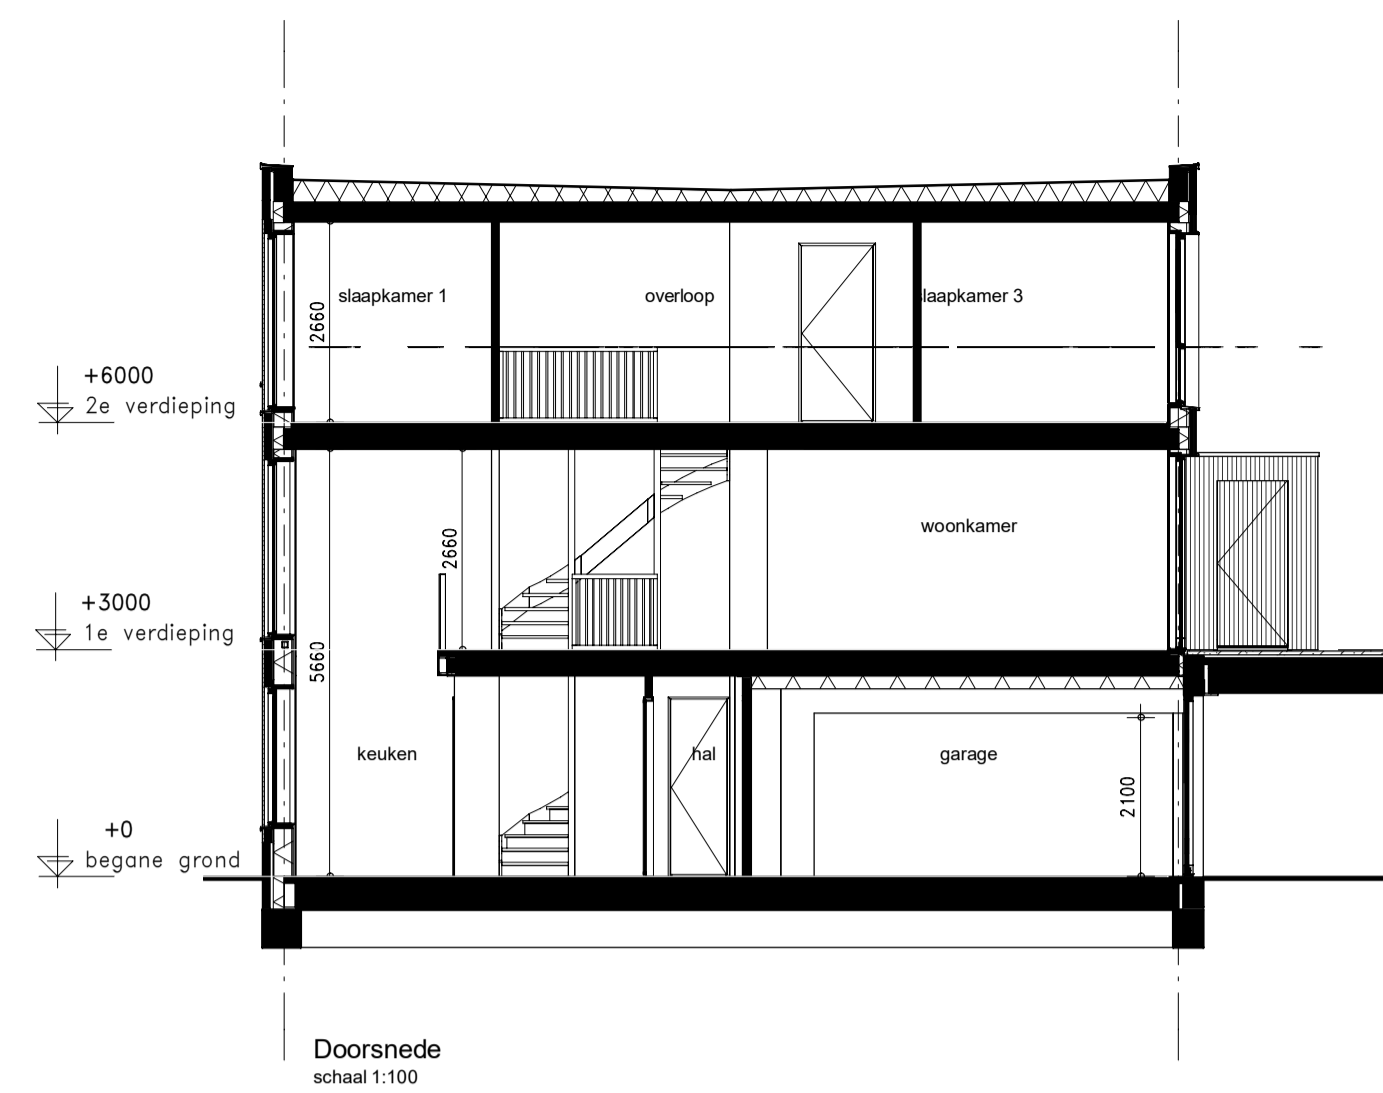 slaapkamer 1
overloop
slaapkamer 3
2660
+6000
2e verdieping
woonkamer
2660
+3000
1e verdieping
5660
keuken
hal
garage
2100
+0
begane grond
Doorsnede
schaal 1:100